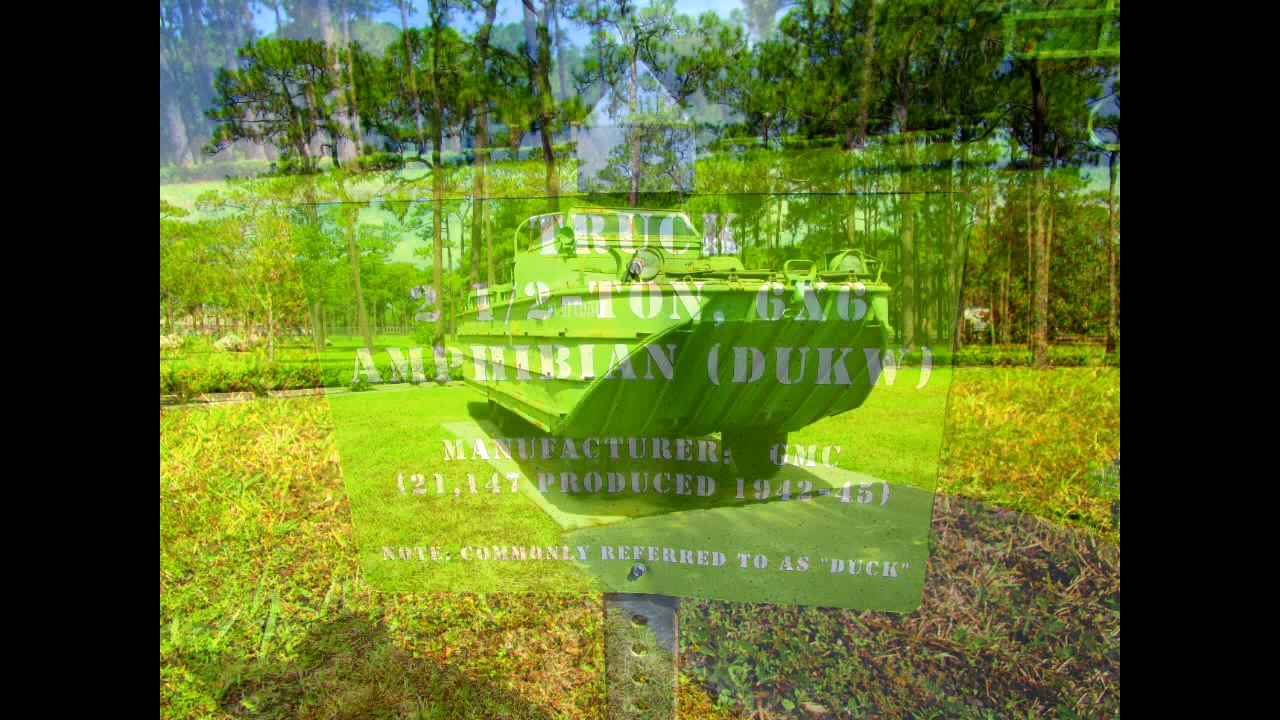 TRUCK
2 1/2-TON, 6X6
AMPHIBIAN (DUKW)
MANUFACTURER: GMC
(21,147 PRODUCED 1942-45)
NOTE: COMMONLY REFERRED TO AS "DUCK"